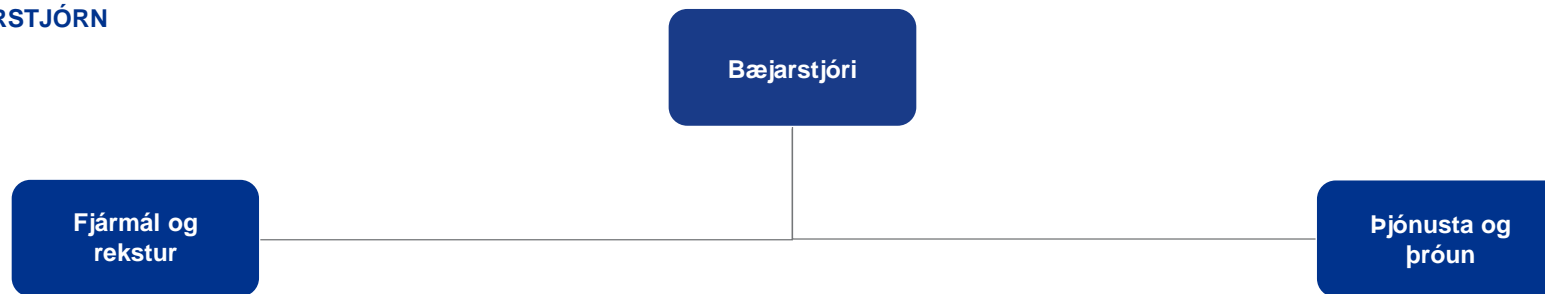 RSTJÓRN
Bæjarstjóri
Fjármál og
rekstur
Þjónusta og
þróun